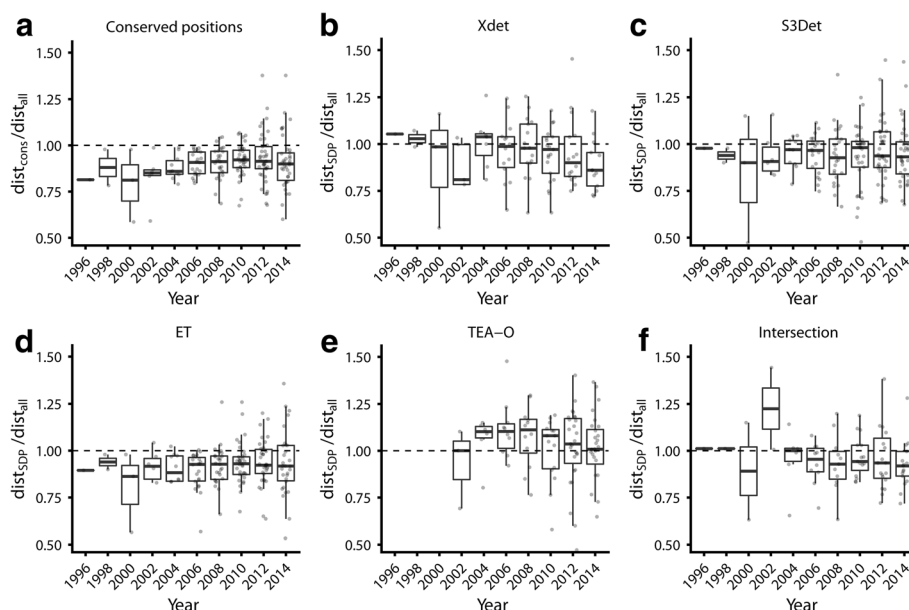 a Conserved positions
1.50
1.25
1.00
0.75
0.50
dist_cons/dist_all
1996 1998 2000 2002 2004 2006 2008 2010 2012 2014
Year
b Xdet
1.50
1.25
1.00
0.75
0.50
dist_SDP/dist_all
1996 1998 2000 2002 2004 2006 2008 2010 2012 2014
Year
c S3Det
1.50
1.25
1.00
0.75
0.50
dist_SDP/dist_all
1996 1998 2000 2002 2004 2006 2008 2010 2012 2014
Year
d ET
1.50
1.25
1.00
0.75
0.50
dist_SDP/dist_all
1996 1998 2000 2002 2004 2006 2008 2010 2012 2014
Year
e TEA−O
1.50
1.25
1.00
0.75
0.50
dist_SDP/dist_all
1996 1998 2000 2002 2004 2006 2008 2010 2012 2014
Year
f Intersection
1.50
1.25
1.00
0.75
0.50
dist_SDP/dist_all
1996 1998 2000 2002 2004 2006 2008 2010 2012 2014
Year